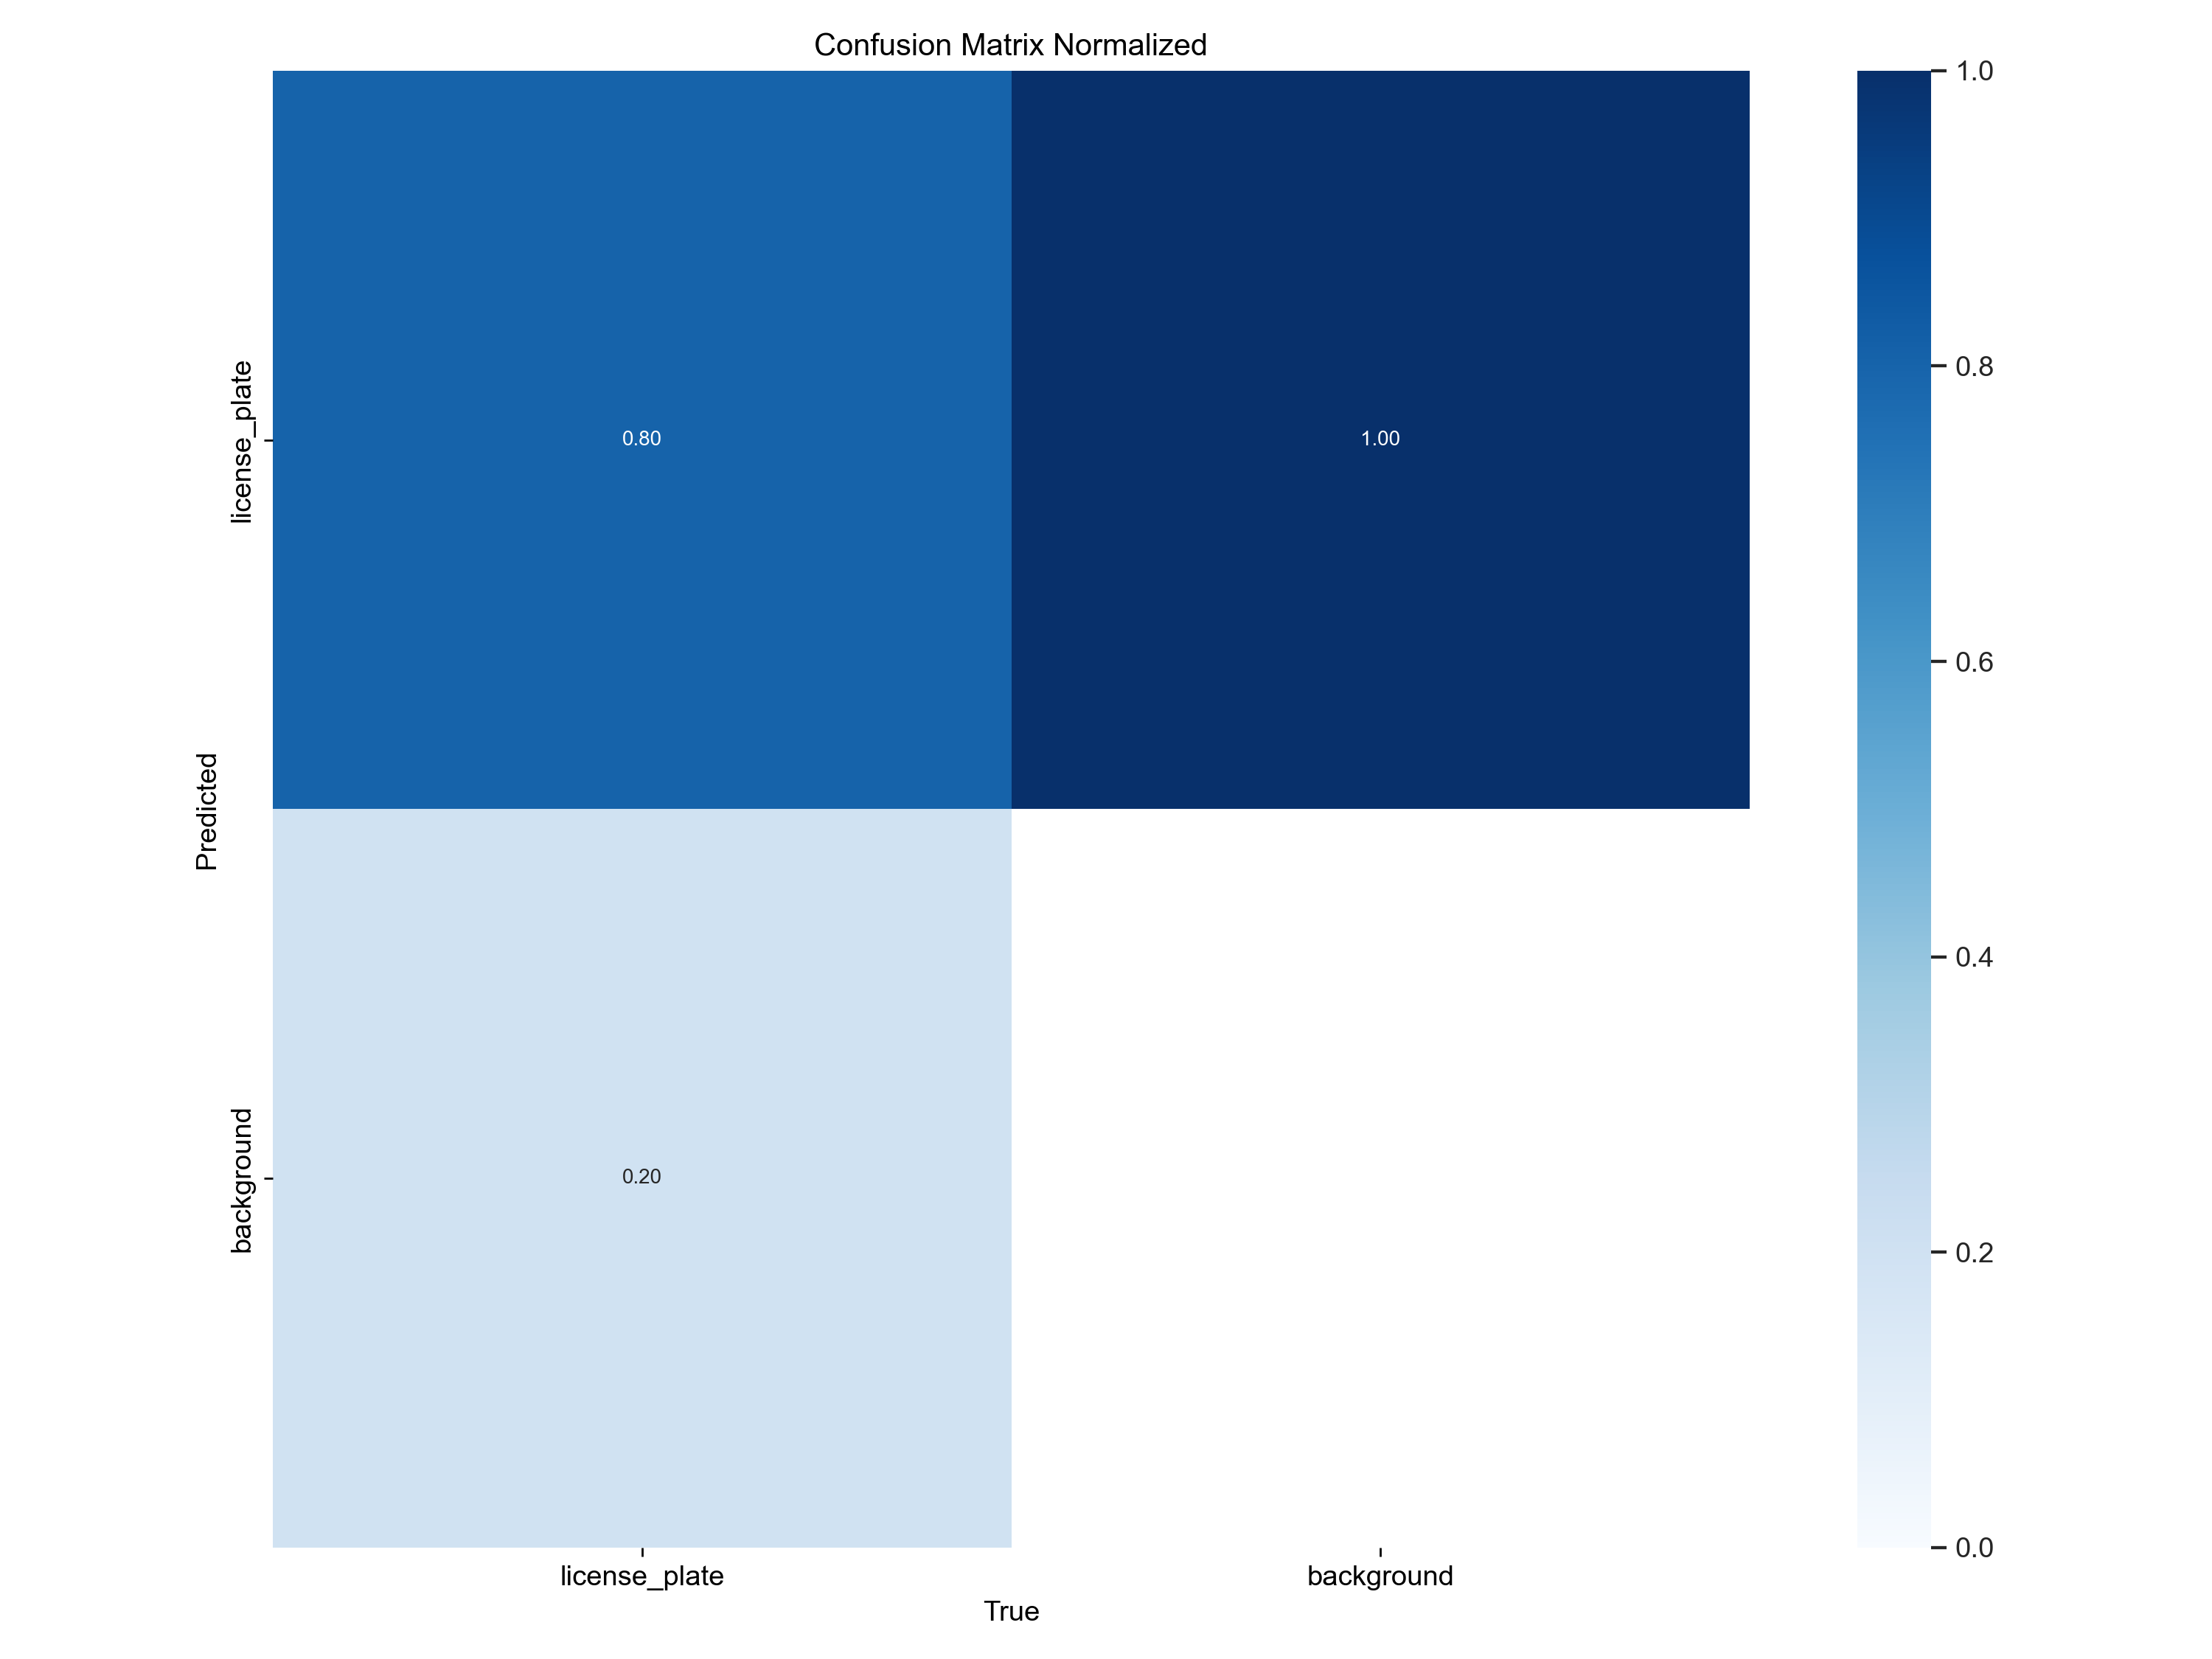 Confusion Matrix Normalized
1.0
0.8
0.6
0.4
0.2
0.0
Predicted
license_plate
background
0.80
1.00
0.20
license_plate
background
True